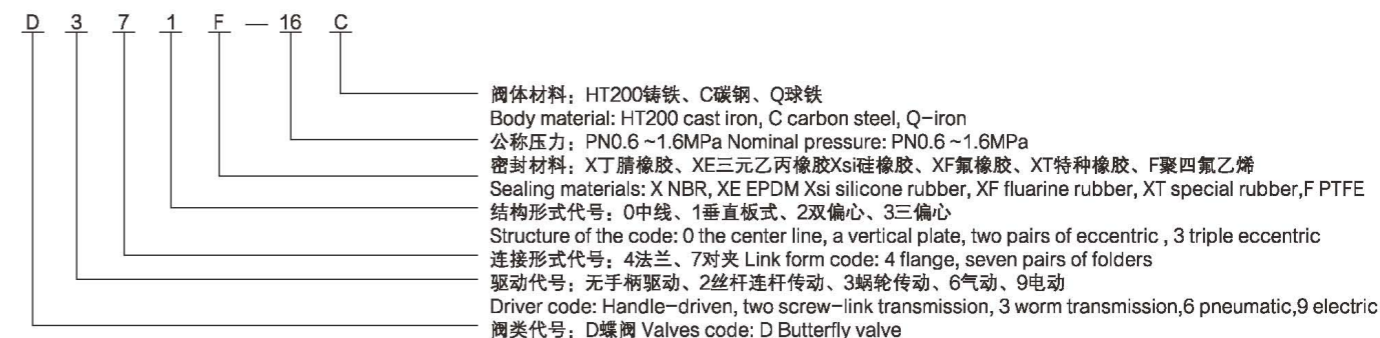 D 3 7 1 F — 16 C
阀体材料：HT200铸铁、C碳钢、Q球铁
Body material: HT200 cast iron, C carbon steel, Q-iron
公称压力：PN0.6 ~1.6MPa Nominal pressure: PN0.6 ~1.6MPa
密封材料：X丁腈橡胶、XE三元乙丙橡胶Xsi硅橡胶、XF氟橡胶、XT特种橡胶、F聚四氟乙烯
Sealing materials: X NBR, XE EPDM Xsi silicone rubber, XF fluarine rubber, XT special rubber,F PTFE
结构形式代号：0中线、1垂直板式、2双偏心、3三偏心
Structure of the code: 0 the center line, a vertical plate, two pairs of eccentric , 3 triple eccentric
连接形式代号：4法兰、7对夹 Link form code: 4 flange, seven pairs of folders
驱动代号：无手柄驱动、2丝杆连杆传动、3蜗轮传动、6气动、9电动
Driver code: Handle-driven, two screw-link transmission, 3 worm transmission,6 pneumatic,9 electric
阀类代号：D蝶阀 Valves code: D Butterfly valve